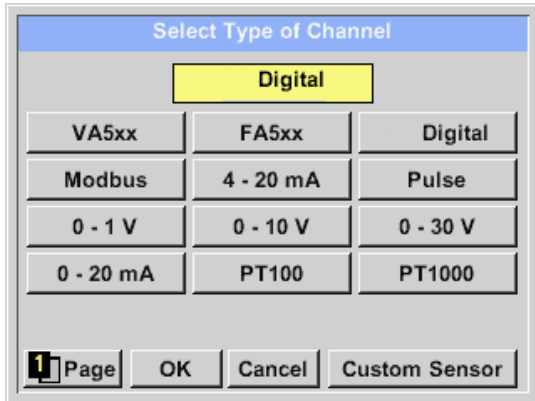 Select Type of Channel
Digital
VA5xx FA5xx Digital
Modbus 4 - 20 mA Pulse
0 - 1 V 0 - 10 V 0 - 30 V
0 - 20 mA PT100 PT1000
1 Page OK Cancel Custom Sensor